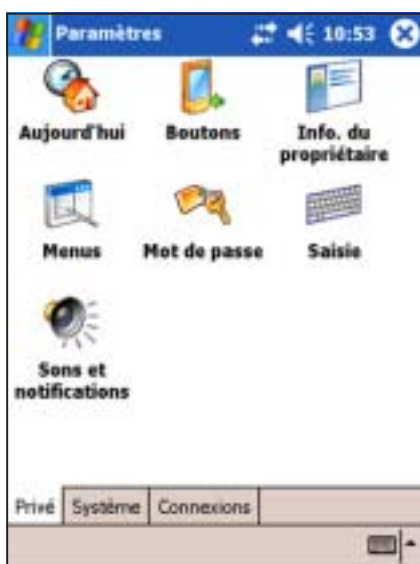 Paramètres 10:53
Aujourd'hui Boutons Info. du
propriétaire
Menus Mot de passe Saisie
Sons et
notifications
Privé Système Connexions